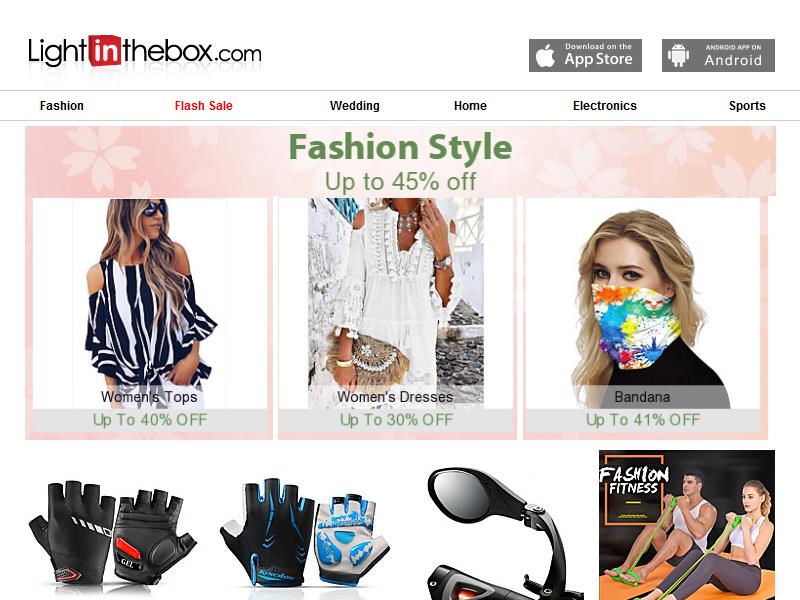 Lightinthebox.com
Download on the
App Store
ANDROID APP ON
Android
Fashion
Flash Sale
Wedding
Home
Electronics
Sports
Fashion Style
Up to 45% off
Women's Tops
Up To 40% OFF
Women's Dresses
Up To 30% OFF
Bandana
Up To 41% OFF
GEL
FASHION
FITNESS